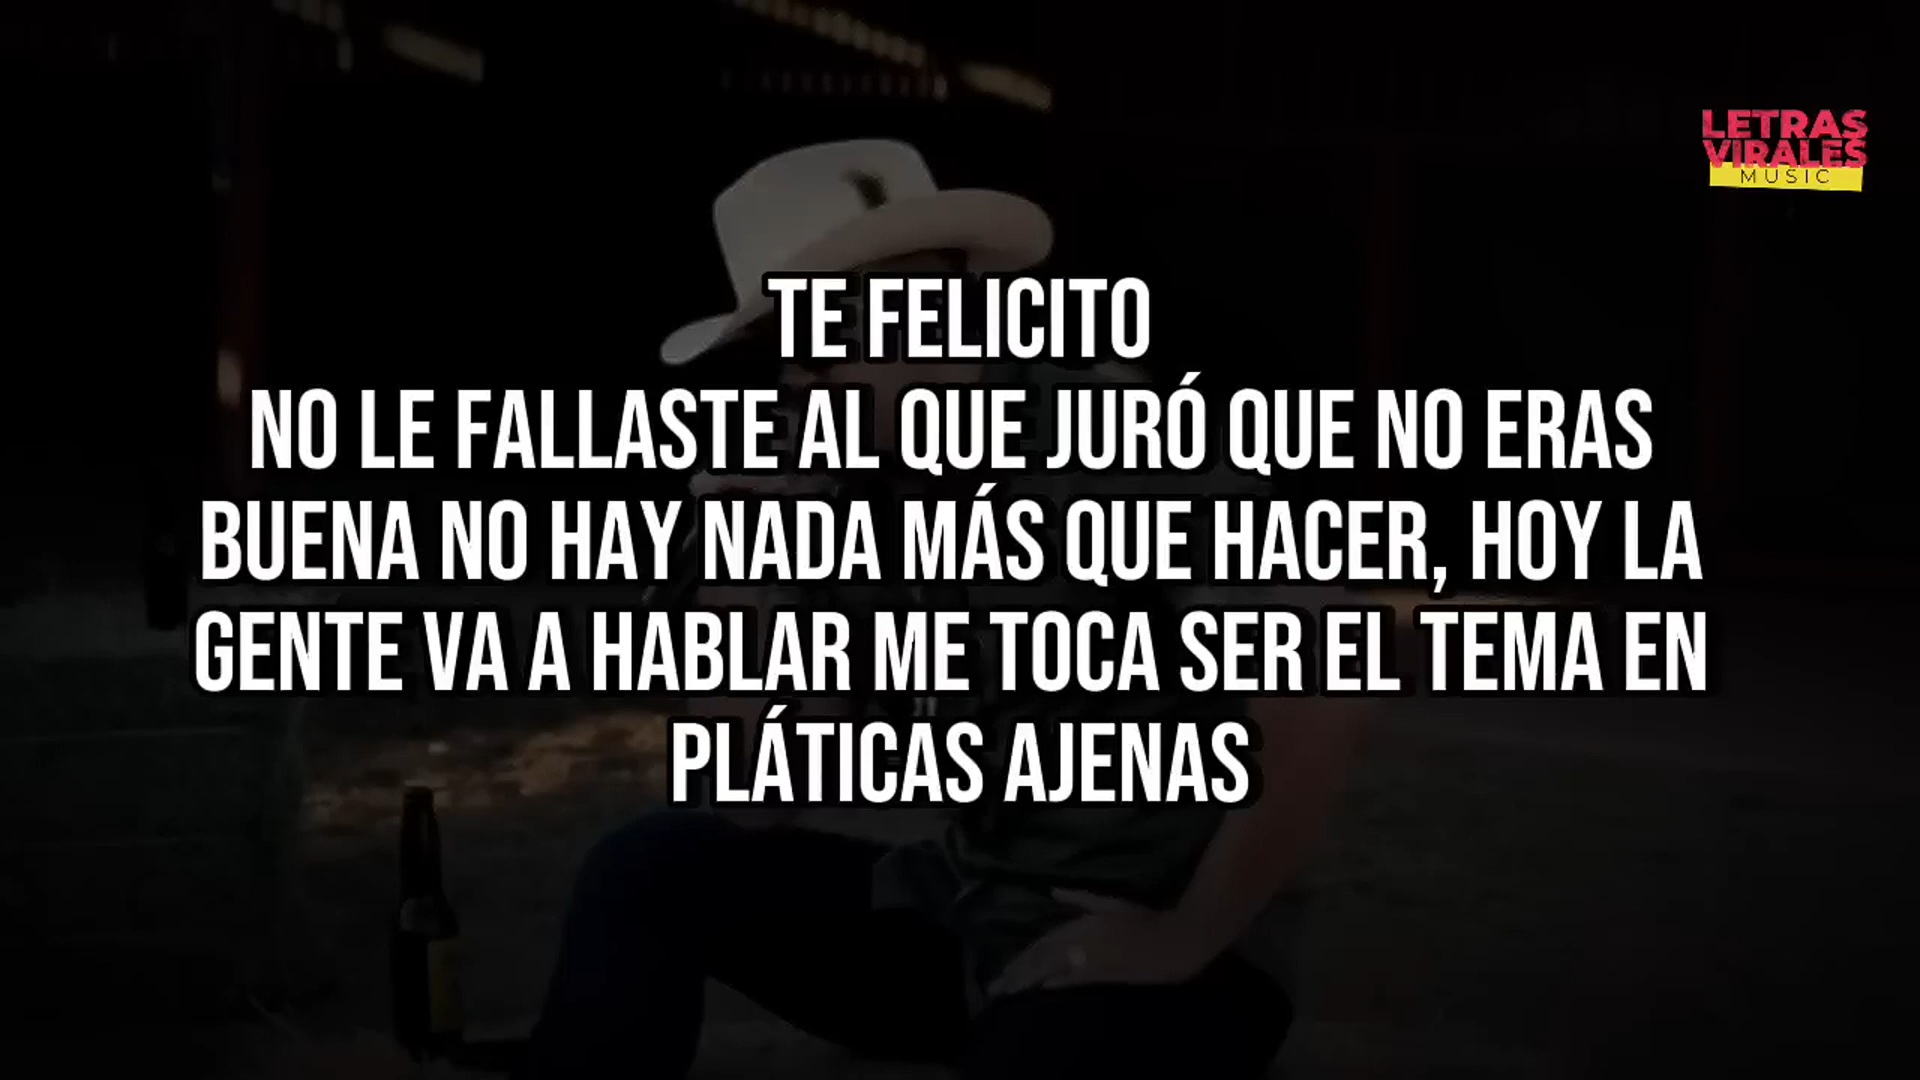 LETRAS
VIRALES
MUSIC
TE FELICITO
NO LE FALLASTE AL QUE JURÓ QUE NO ERAS
BUENA NO HAY NADA MÁS QUE HACER, HOY LA
GENTE VA A HABLAR ME TOCA SER EL TEMA EN
PLÁTICAS AJENAS